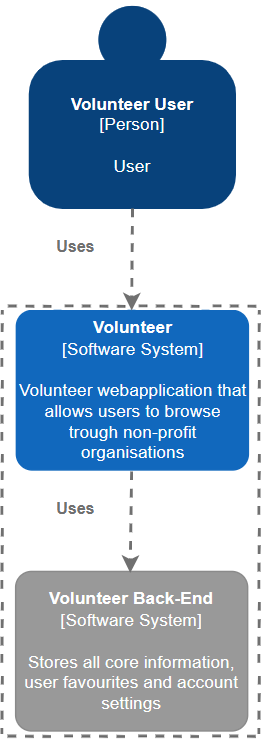 Volunteer User
[Person]
User
Uses
Volunteer
[Software System]
Volunteer webapplication that
allows users to browse
trough non-profit
organisations
Uses
Volunteer Back-End
[Software System]
Stores all core information,
user favourites and account
settings